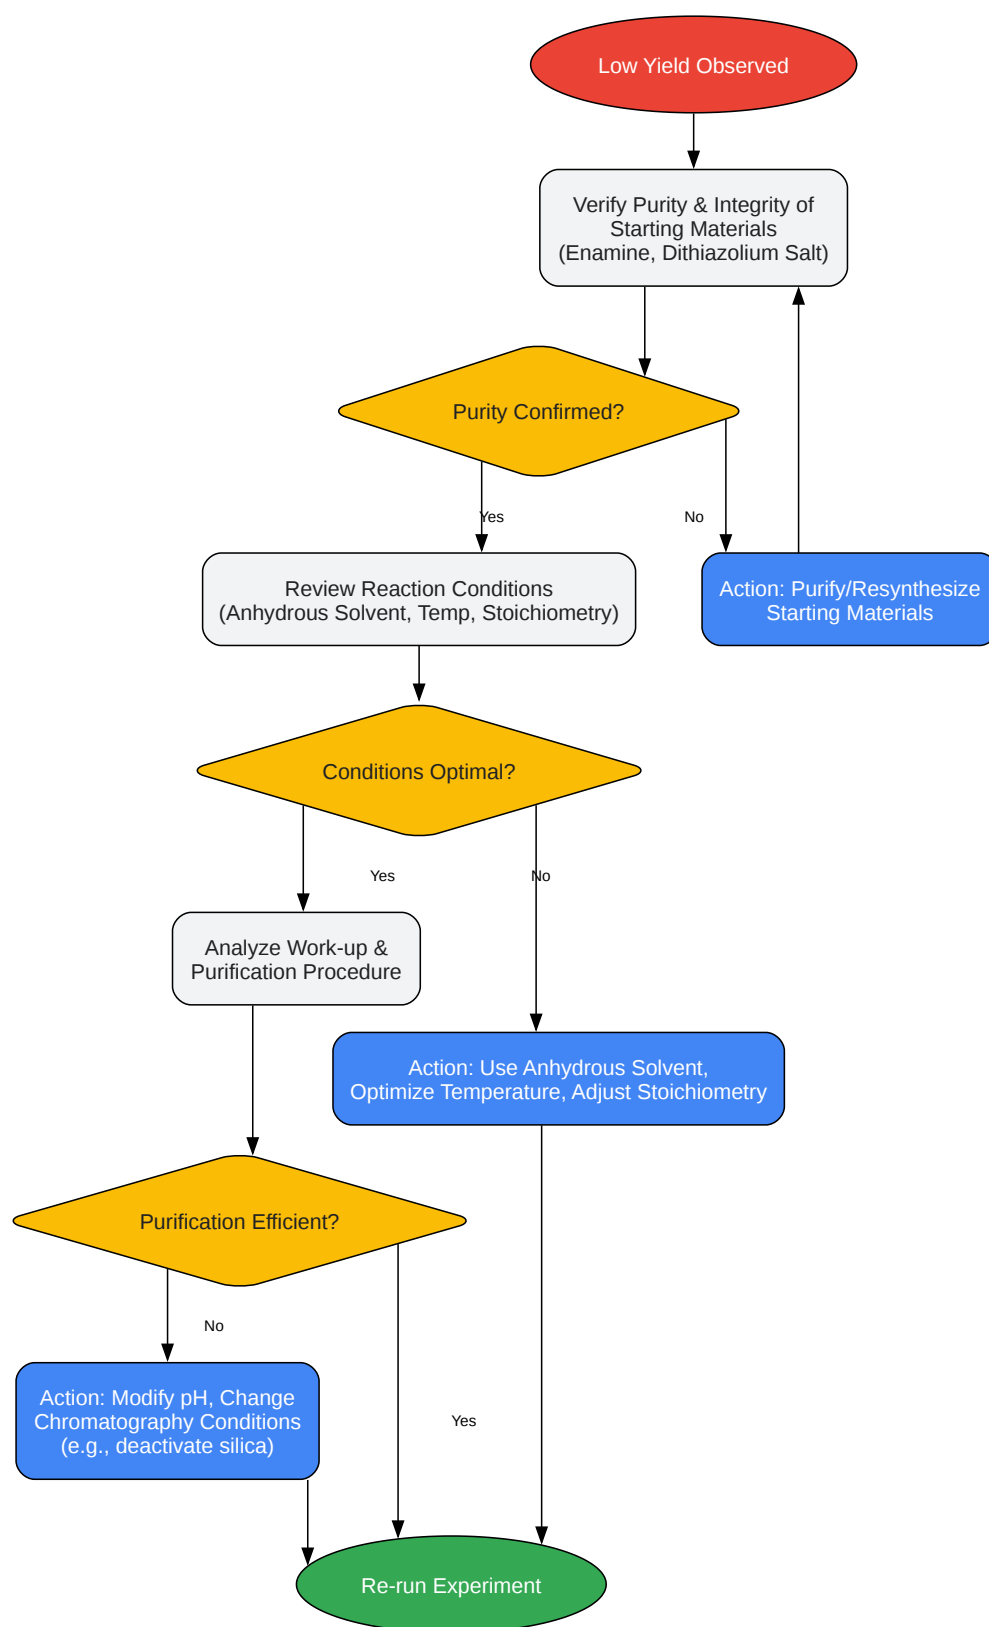 Low Yield Observed
Verify Purity & Integrity of
Starting Materials
(Enamine, Dithiazolium Salt)
Purity Confirmed?
Yes
No
Review Reaction Conditions
(Anhydrous Solvent, Temp, Stoichiometry)
Action: Purify/Resynthesize
Starting Materials
Conditions Optimal?
Yes
No
Analyze Work-up &
Purification Procedure
Action: Use Anhydrous Solvent,
Optimize Temperature, Adjust Stoichiometry
Purification Efficient?
No
Action: Modify pH, Change
Chromatography Conditions
(e.g., deactivate silica)
Yes
Re-run Experiment